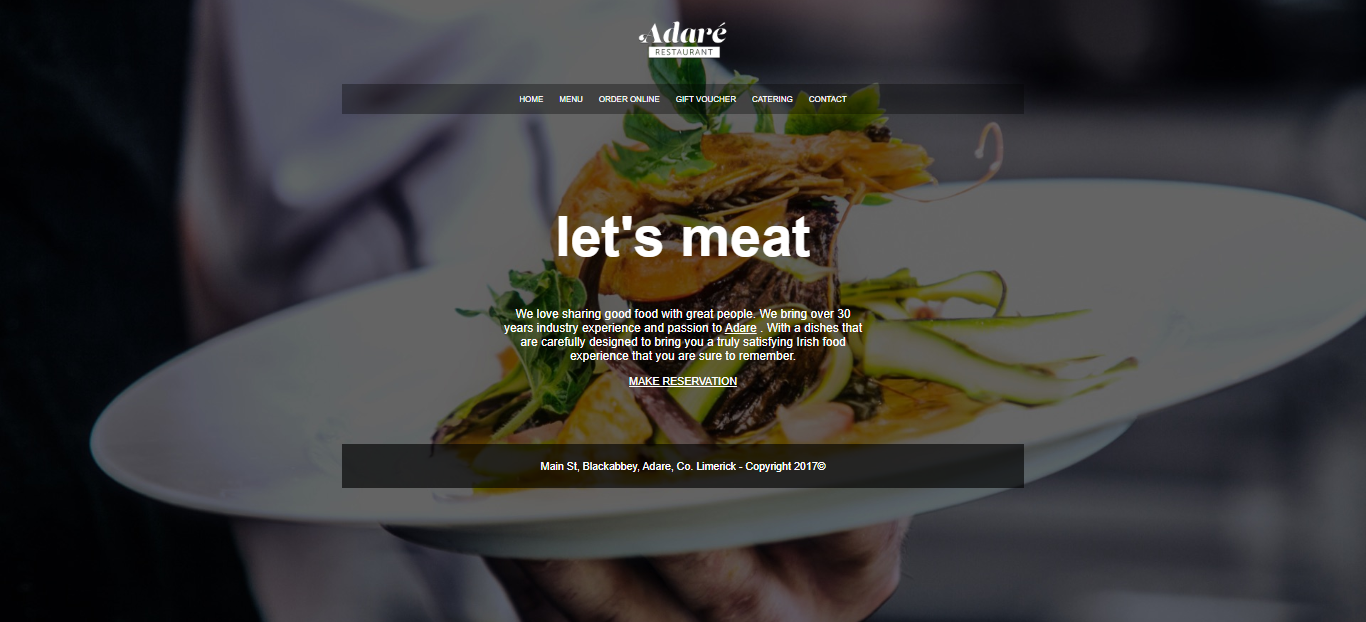 Adaré
RESTAURANT
HOME MENU ORDER ONLINE GIFT VOUCHER CATERING CONTACT
let's meat
We love sharing good food with great people. We bring over 30
years industry experience and passion to Adare . With a dishes that
are carefully designed to bring you a truly satisfying Irish food
experience that you are sure to remember.
MAKE RESERVATION
Main St, Blackabbey, Adare, Co. Limerick - Copyright 2017©